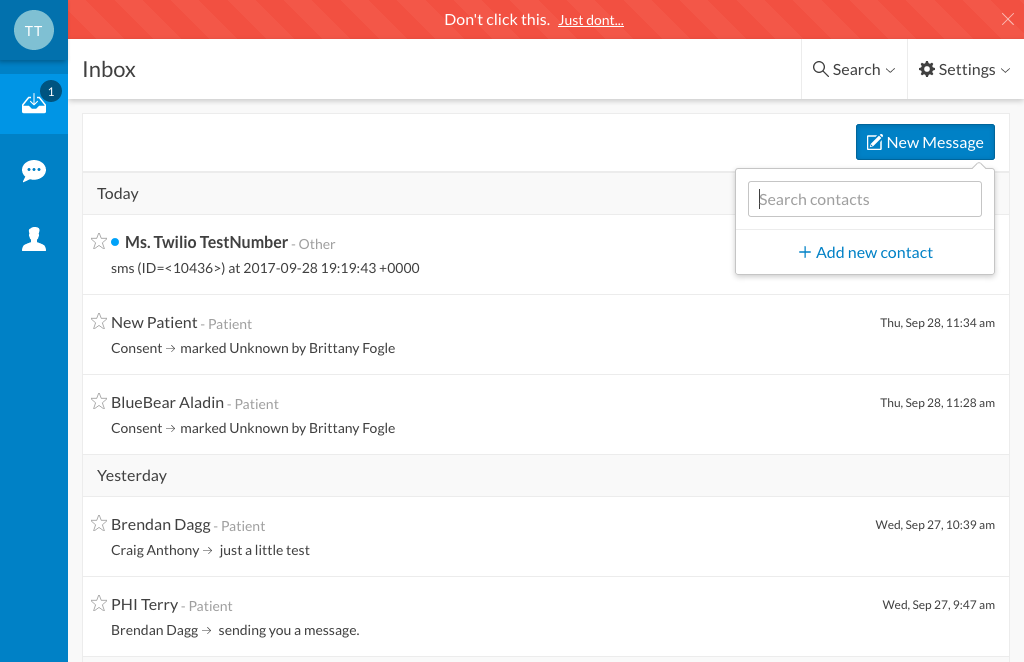 TT
Don't click this. Just dont...
1
Inbox
Search
Settings
New Message
Search contacts
+ Add new contact
Today
Ms. Twilio TestNumber - Other
sms (ID=<10436>) at 2017-09-28 19:19:43 +0000
New Patient - Patient
Thu, Sep 28, 11:34 am
Consent → marked Unknown by Brittany Fogle
BlueBear Aladin - Patient
Thu, Sep 28, 11:28 am
Consent → marked Unknown by Brittany Fogle
Yesterday
Brendan Dagg - Patient
Wed, Sep 27, 10:39 am
Craig Anthony → just a little test
PHI Terry - Patient
Wed, Sep 27, 9:47 am
Brendan Dagg → sending you a message.